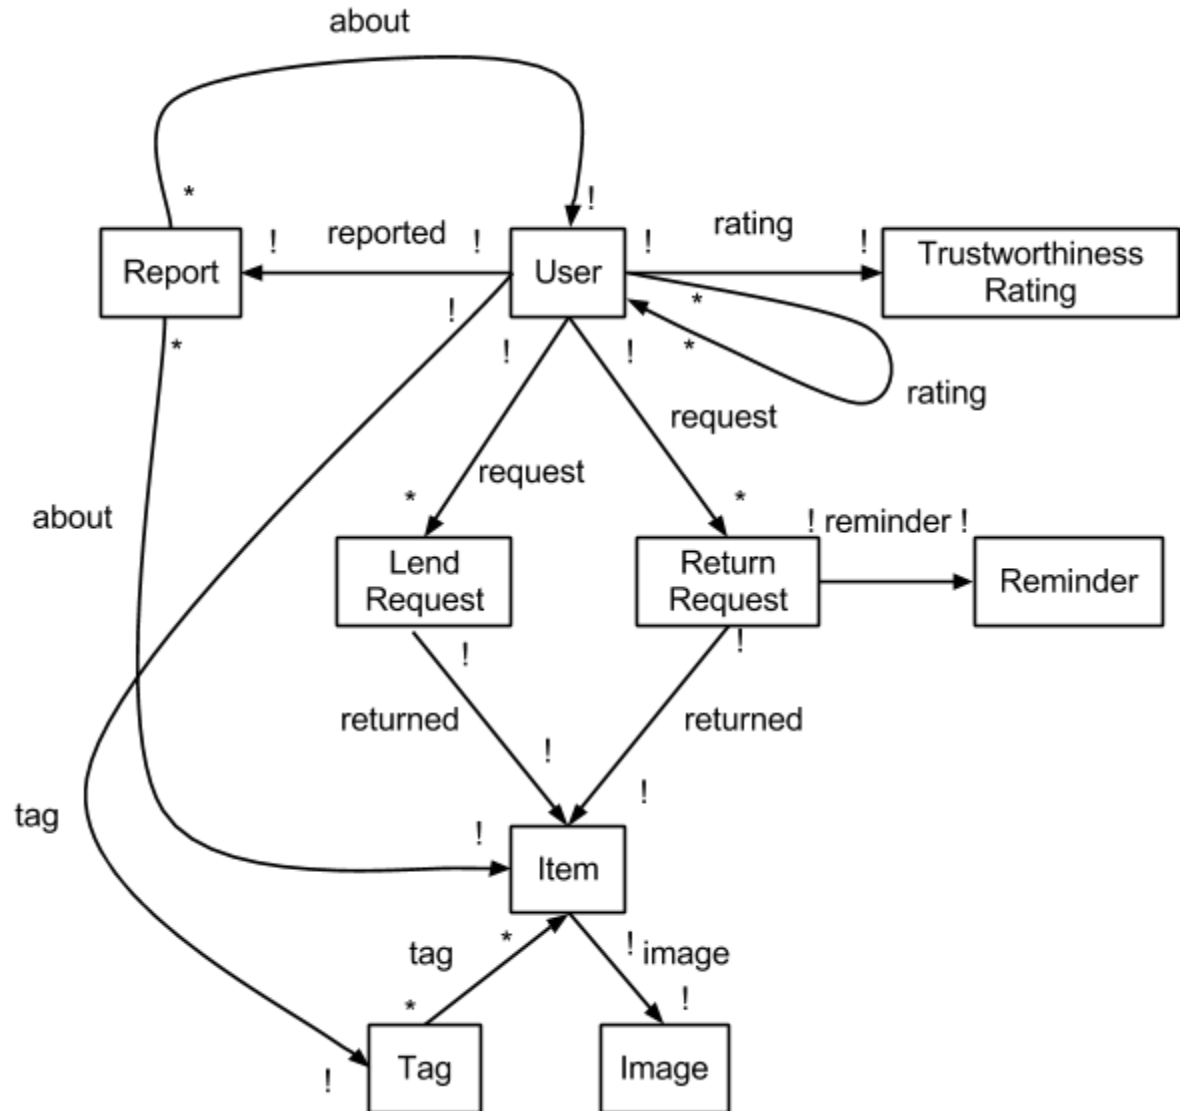 about
*
!
! reported !
! rating !
Report
User
Trustworthiness
Rating
*
!
*
! !
*
rating
request
request
* *
about
! reminder !
Lend
Request
Return
Request
Reminder
! !
returned
returned
!
!
tag
!
Item
tag
*
! image
*
!
Tag
Image
!